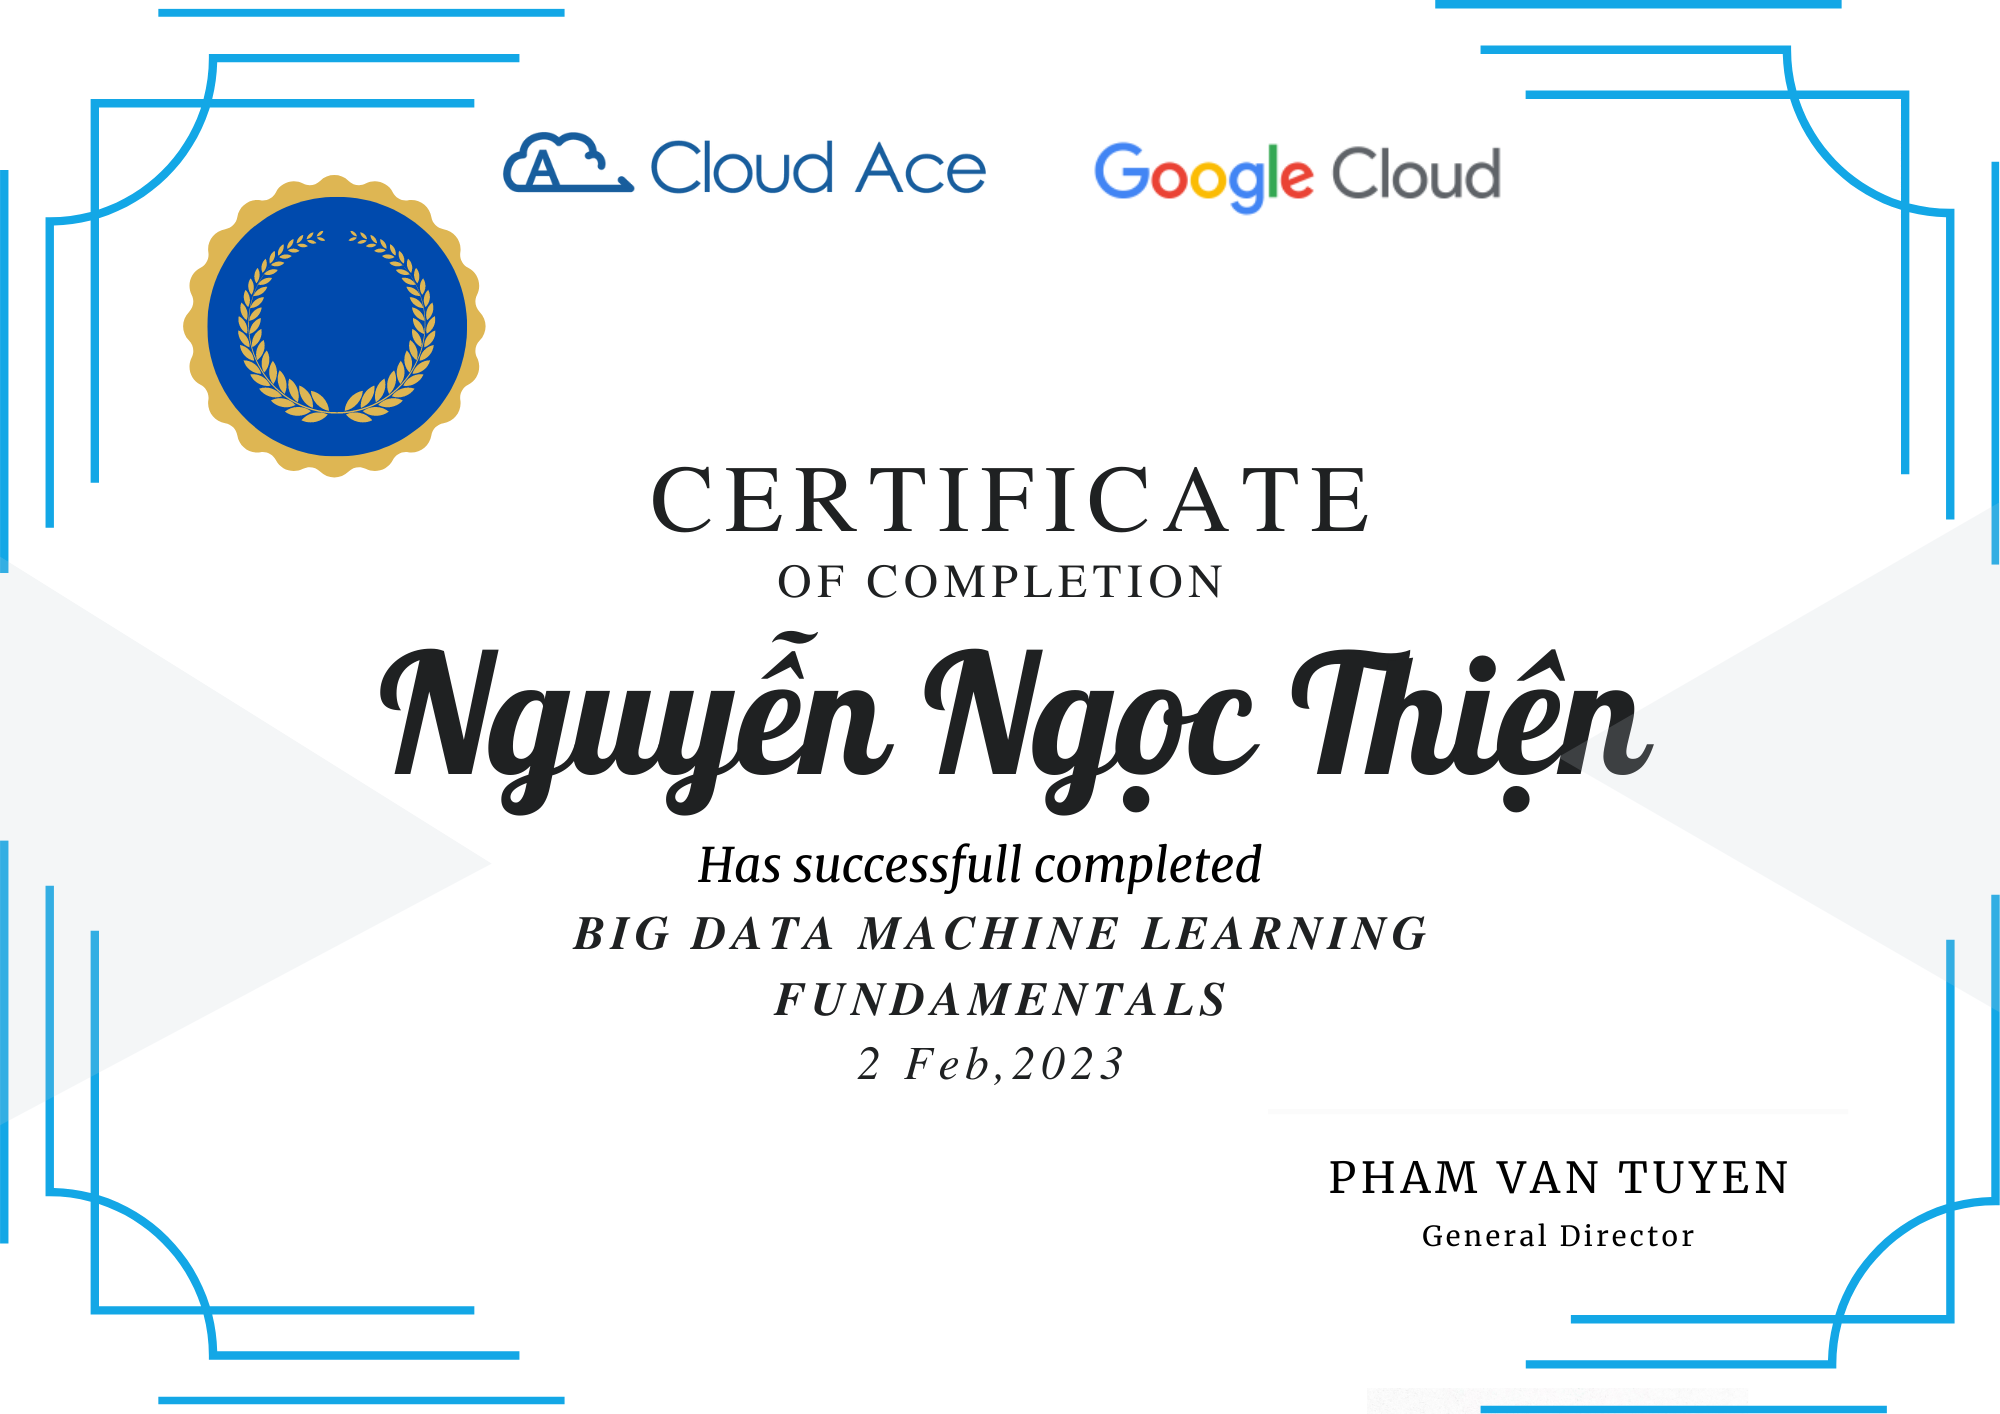 Cloud Ace
Google Cloud
CERTIFICATE
OF COMPLETION
Nguyễn Ngọc Thiện
Has successfull completed
BIG DATA MACHINE LEARNING
FUNDAMENTALS
2 Feb,2023
PHAM VAN TUYEN
General Director